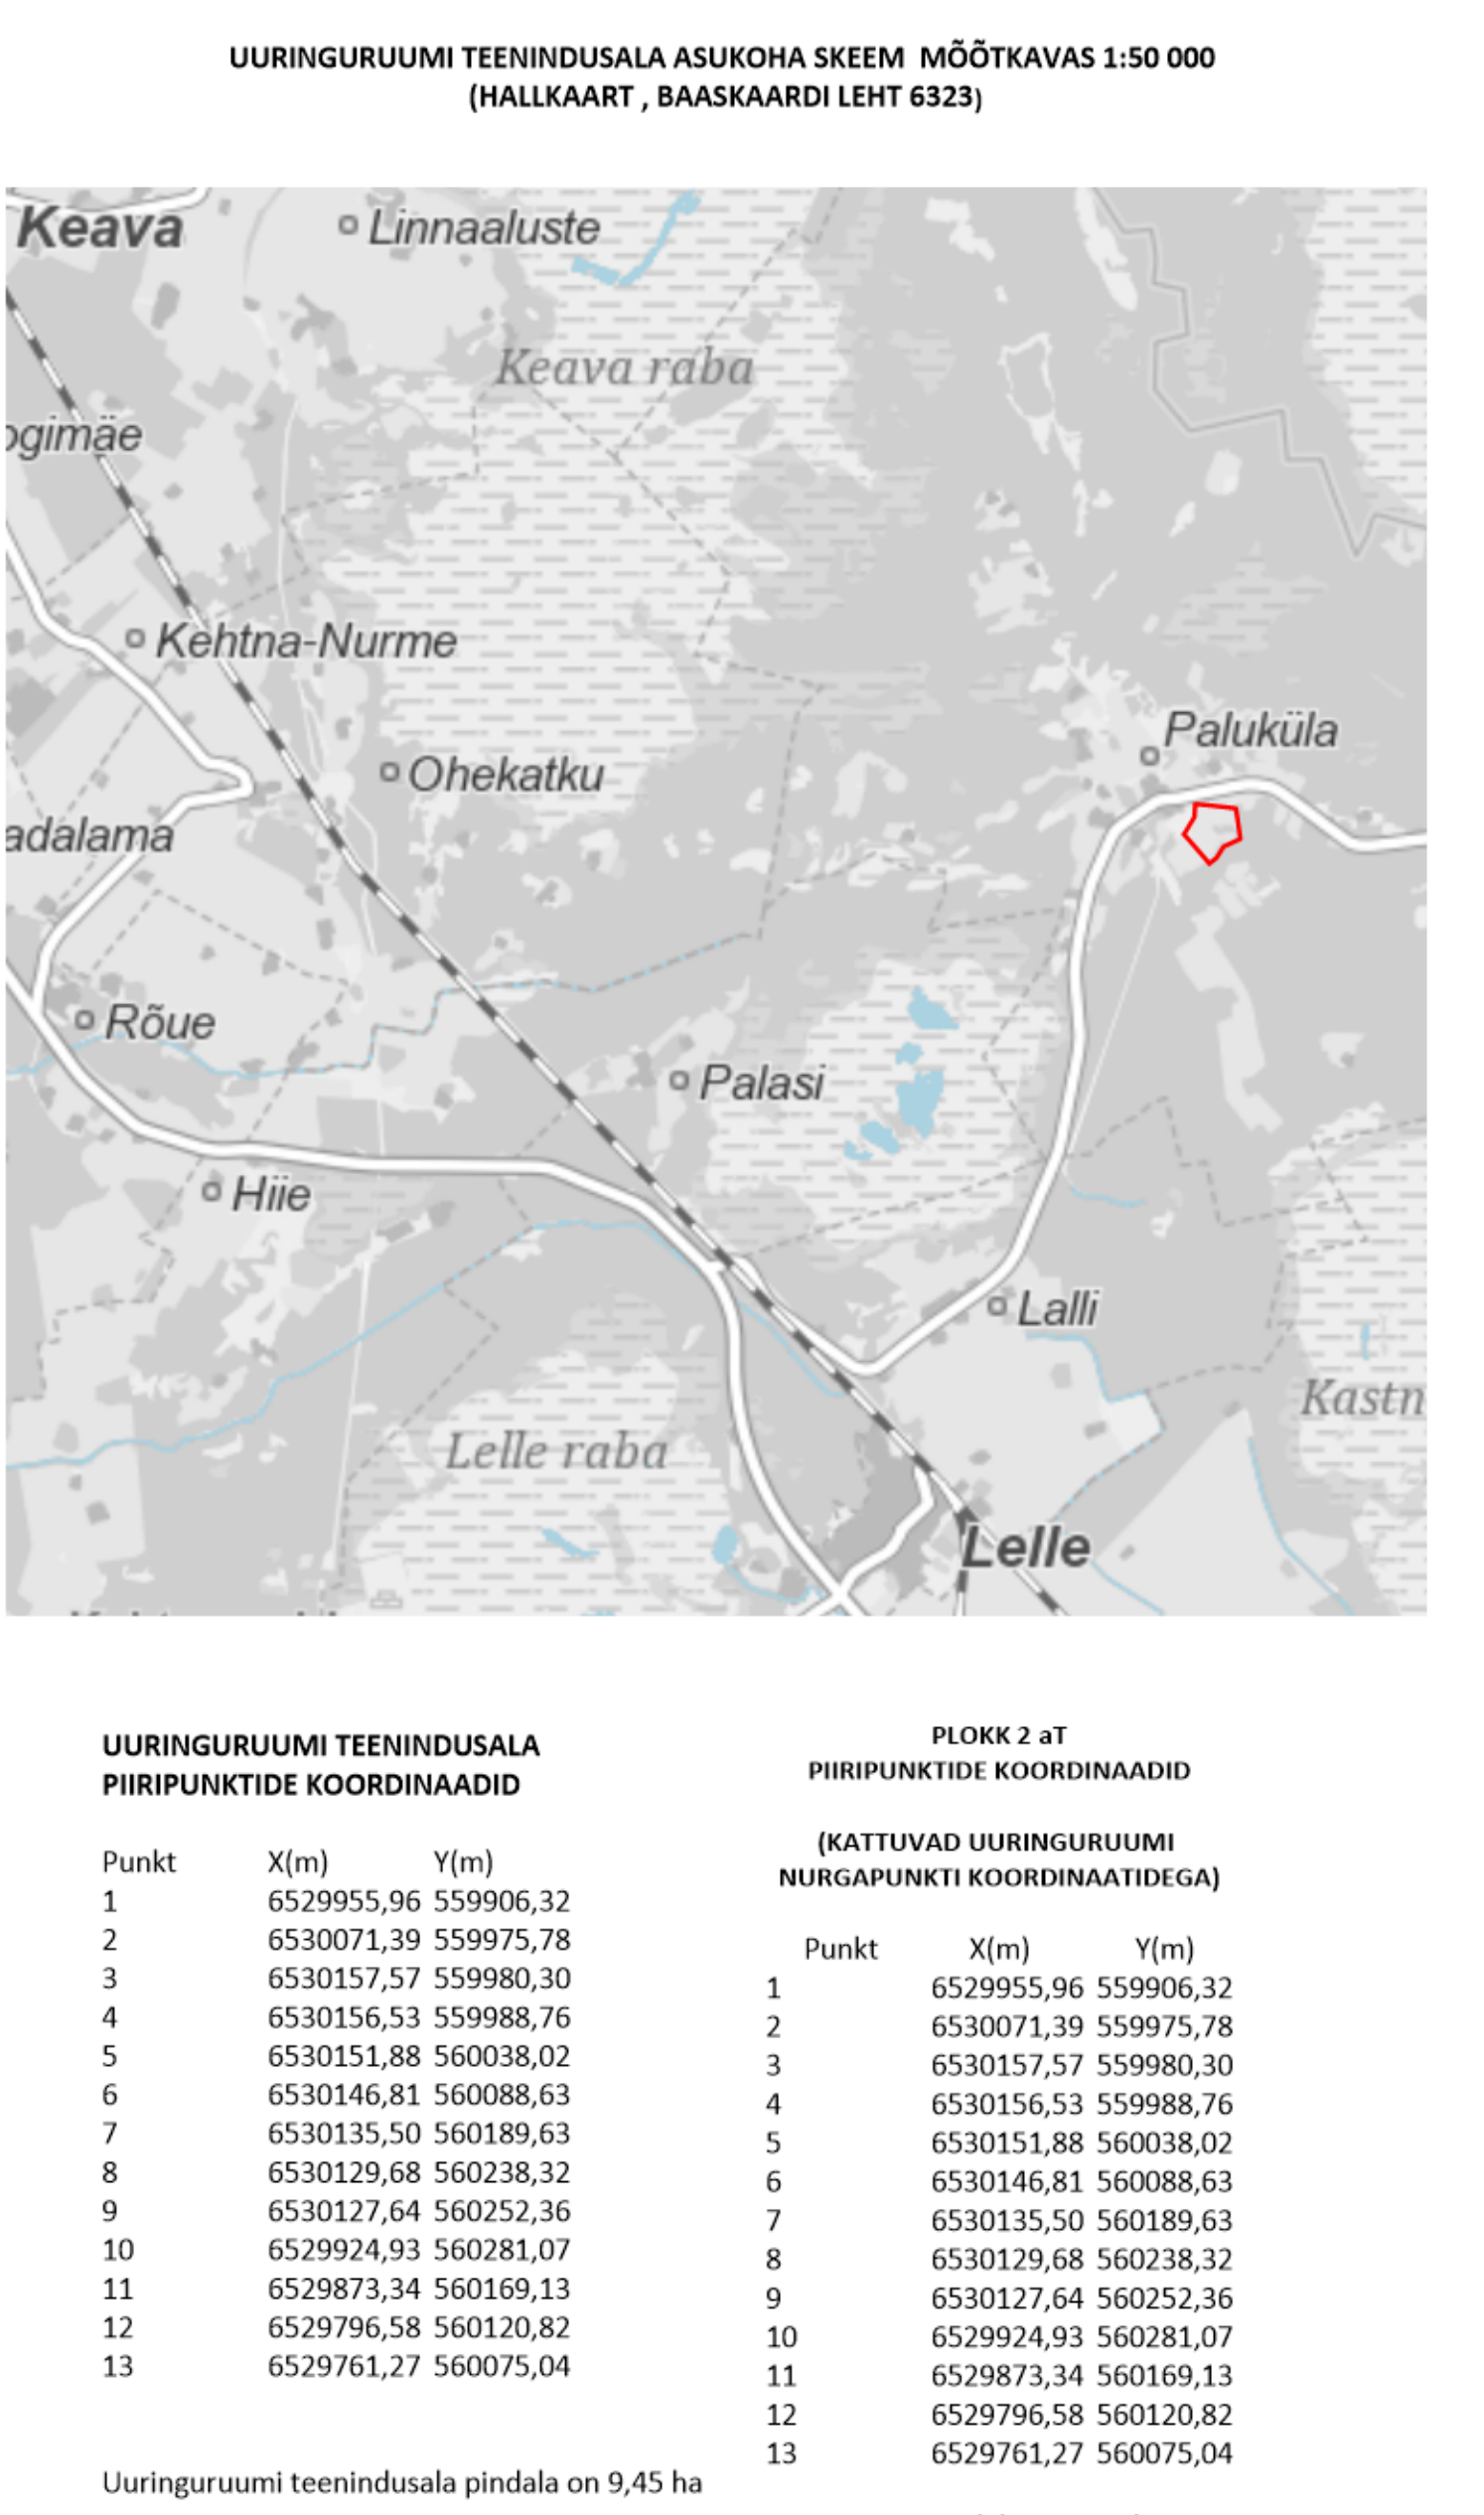 UURINGURUUMI TEENINDUSALA ASUKOHA SKEEM MÕÕTKAVAS 1:50 000
(HALLKAART , BAASKAARDI LEHT 6323)
Keava
Linnaaluste
Keava raba
ogimäe
Kehtna-Nurme
Paluküla
Ohekatku
adalama
Rõue
Palasi
Hiie
Lalli
Kastn
Lelle raba
Lelle
UURINGURUUMI TEENINDUSALA
PIIRIPUNKTIDE KOORDINAADID
Punkt X(m) Y(m)
1 6529955,96 559906,32
2 6530071,39 559975,78
3 6530157,57 559980,30
4 6530156,53 559988,76
5 6530151,88 560038,02
6 6530146,81 560088,63
7 6530135,50 560189,63
8 6530129,68 560238,32
9 6530127,64 560252,36
10 6529924,93 560281,07
11 6529873,34 560169,13
12 6529796,58 560120,82
13 6529761,27 560075,04
Uuringuruumi teenindusala pindala on 9,45 ha
PLOKK 2 aT
PIIRIPUNKTIDE KOORDINAADID
(KATTUVAD UURINGURUUMI
NURGAPUNKTI KOORDINAATIDEGA)
Punkt X(m) Y(m)
1 6529955,96 559906,32
2 6530071,39 559975,78
3 6530157,57 559980,30
4 6530156,53 559988,76
5 6530151,88 560038,02
6 6530146,81 560088,63
7 6530135,50 560189,63
8 6530129,68 560238,32
9 6530127,64 560252,36
10 6529924,93 560281,07
11 6529873,34 560169,13
12 6529796,58 560120,82
13 6529761,27 560075,04